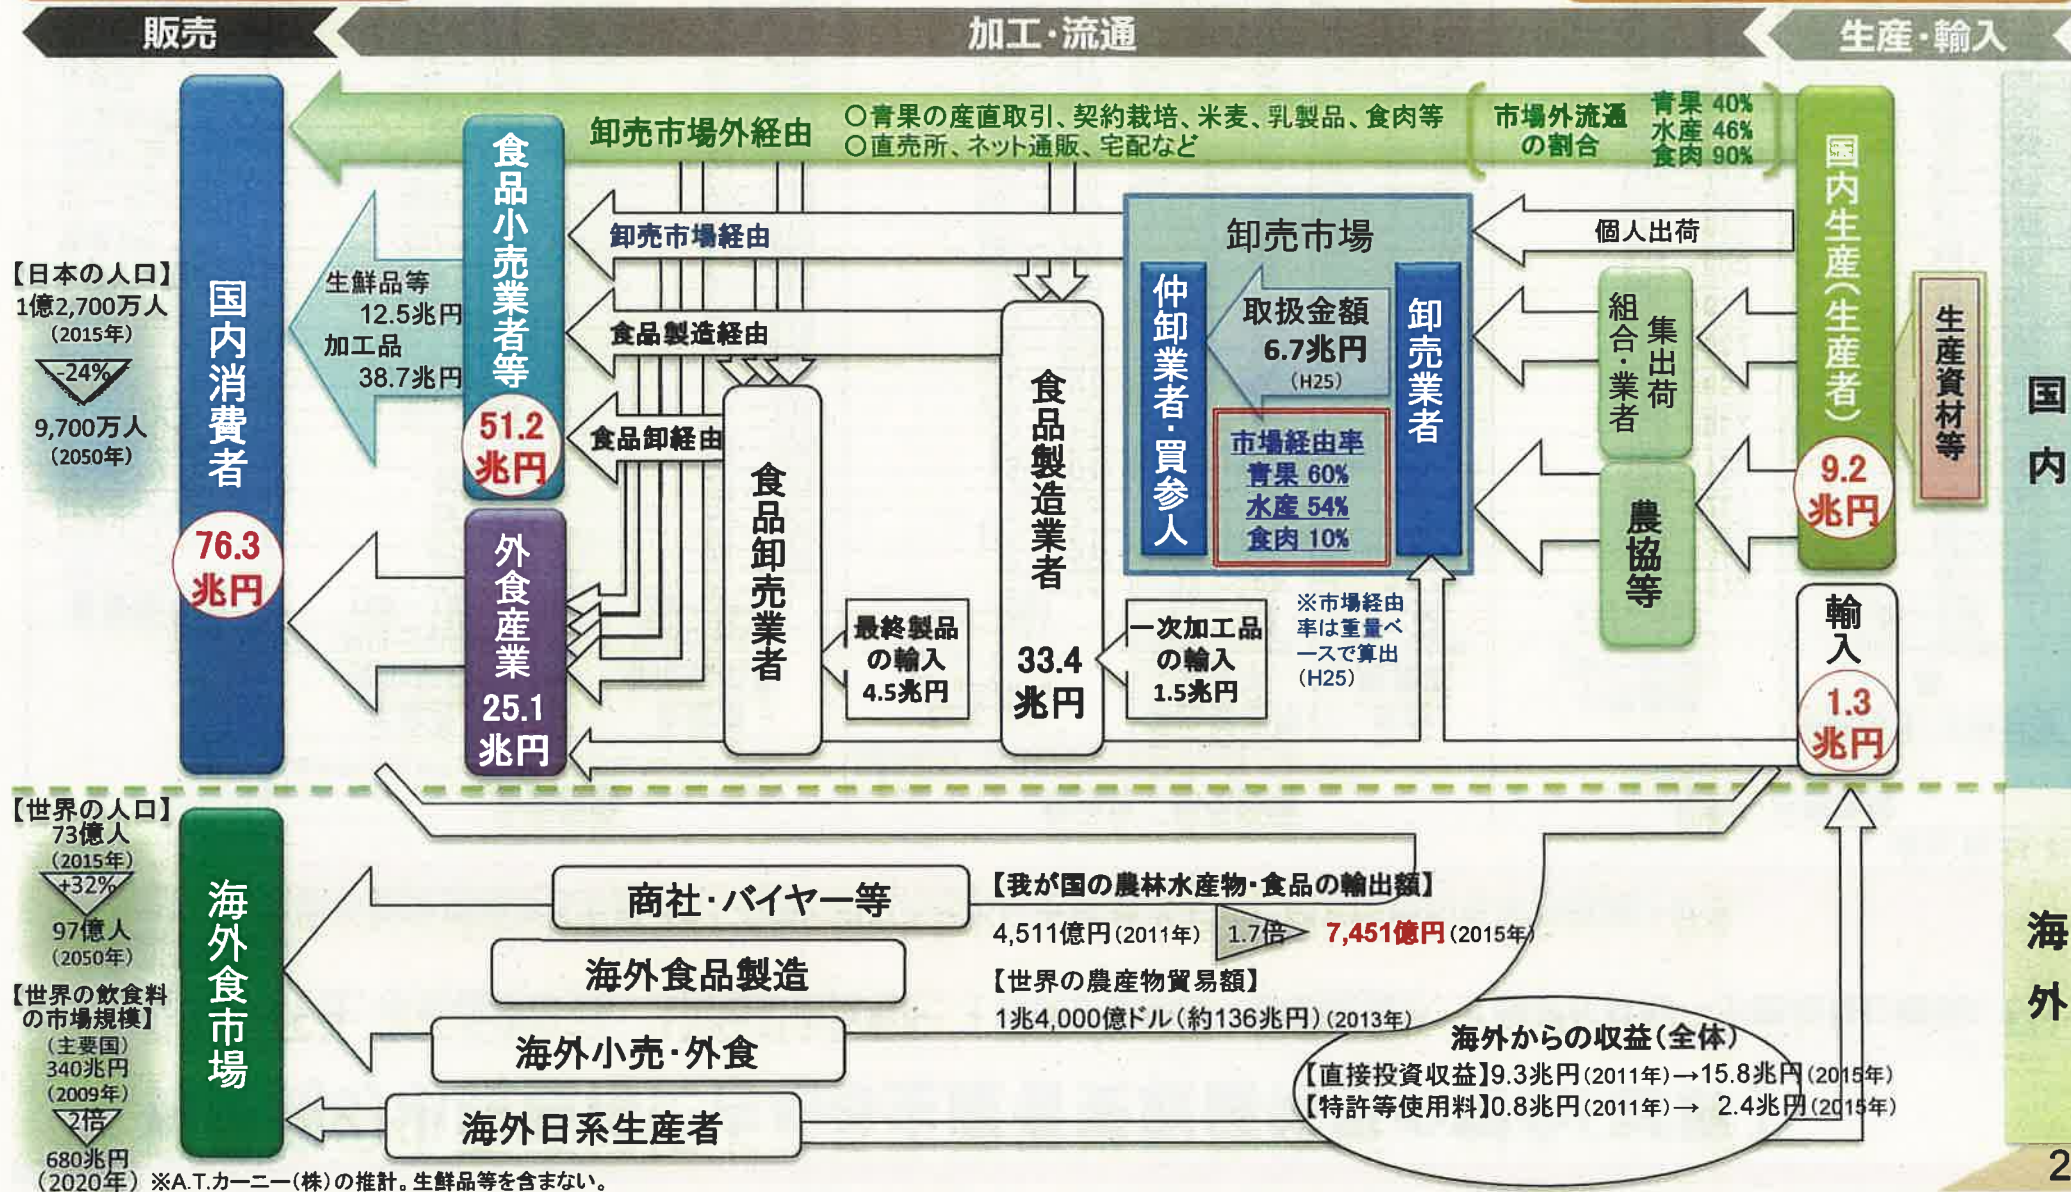 販売
加工・流通
生産・輸入
国内消費者
76.3
兆円
【日本の人口】
1億2,700万人
(2015年)
-24%
9,700万人
(2050年)
卸売市場外経由
○青果の産直取引、契約栽培、米麦、乳製品、食肉等
○直売所、ネット通販、宅配など
市場外流通
の割合
青果 40%
水産 46%
食肉 90%
食品小売業者等
51.2
兆円
生鮮品等
12.5兆円
加工品
38.7兆円
卸売市場経由
食品製造経由
食品卸経由
外食産業
25.1
兆円
食品卸売業者
最終製品
の輸入
4.5兆円
食品製造業者
33.4
兆円
一次加工品
の輸入
1.5兆円
卸売市場
仲卸業者・買参人
取扱金額
6.7兆円
(H25)
市場経由率
青果 60%
水産 54%
食肉 10%
卸売業者
※市場経由
率は重量ベ
ースで算出
(H25)
個人出荷
集出荷
組合・業者
農協等
国内生産(生産者)
9.2
兆円
生産資材等
輸入
1.3
兆円
国内
【世界の人口】
73億人
(2015年)
+32%
97億人
(2050年)
【世界の飲食料
の市場規模】
(主要国)
340兆円
(2009年)
2倍
680兆円
(2020年) ※A.T.カーニー(株)の推計。生鮮品等を含まない。
海外食市場
商社・バイヤー等
海外食品製造
海外小売・外食
海外日系生産者
【我が国の農林水産物・食品の輸出額】
4,511億円(2011年) 1.7倍 7,451億円(2015年)
【世界の農産物貿易額】
1兆4,000億ドル(約136兆円)(2013年)
海外からの収益(全体)
【直接投資収益】9.3兆円(2011年)→15.8兆円(2015年)
【特許等使用料】0.8兆円(2011年)→ 2.4兆円(2015年)
海外
2